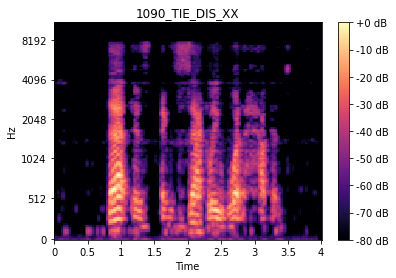 1090_TIE_DIS_XX
Hz
8192
4096
2048
1024
512
0
0 0.5 1 1.5 2 2.5 3 3.5 4
Time
+0 dB
-10 dB
-20 dB
-30 dB
-40 dB
-50 dB
-60 dB
-70 dB
-80 dB